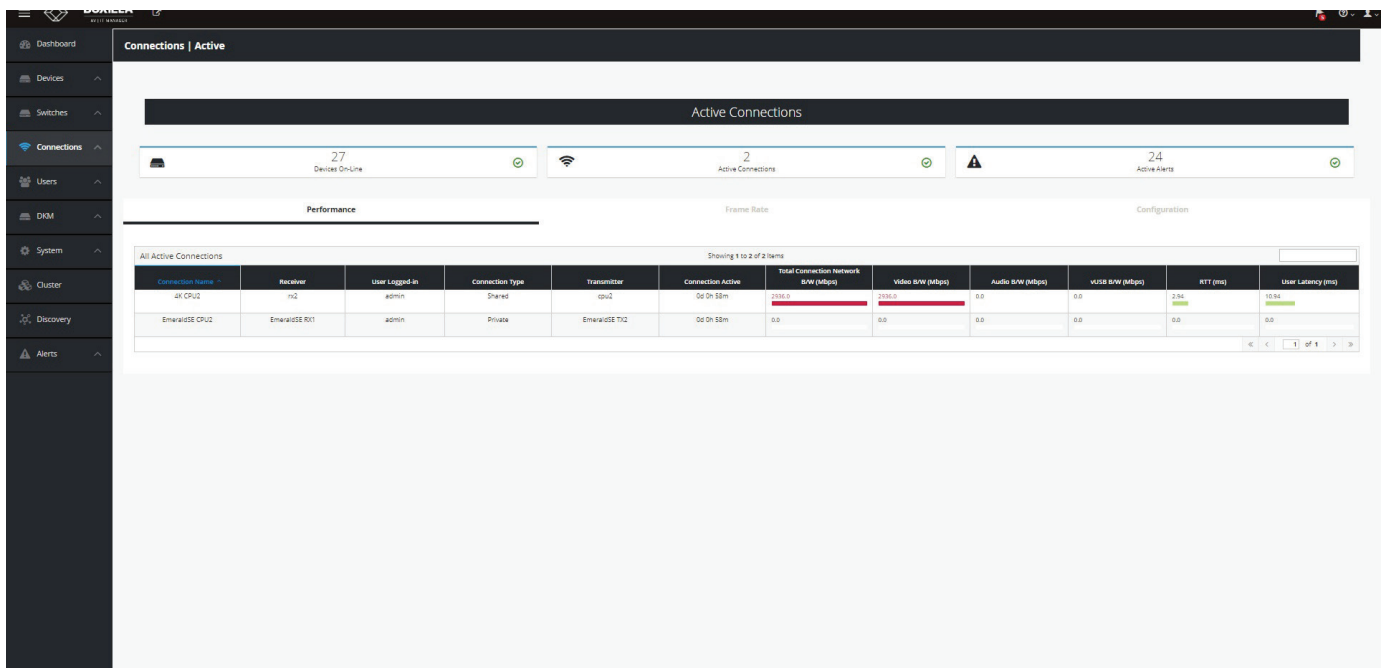 BOXILLA
KVM MANAGER
5
Dashboard
Connections | Active
Devices
Switches
Connections
Users
DKM
System
Cluster
Discovery
Alerts
Active Connections
27
Devices On-Line
2
Active Connections
24
Active Alerts
Performance Frame Rate Configuration
All Active Connections Showing 1 to 2 of 2 items
Connection Name Receiver User Logged-in Connection Type Transmitter Connection Active Total Connection Network B/W (Mbps) Video B/W (Mbps) Audio B/W (Mbps) vUSB B/W (Mbps) RTT (ms) User Latency (ms)
4K CPU2 rx2 admin Shared cpu2 0d 0h 58m 2936.0 2936.0 0.0 0.0 2.94 10.94
EmeraldSE CPU2 EmeraldSE RX1 admin Private EmeraldSE TX2 0d 0h 58m 0.0 0.0 0.0 0.0 0.0 0.0
« < 1 of 1 > »